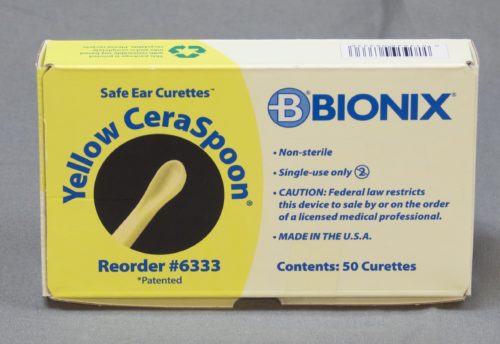 Safe Ear Curettes™
Yellow CeraSpoon®
Reorder #6333
*Patented
B BIONIX®
• Non-sterile
• Single-use only 2
• CAUTION: Federal law restricts
this device to sale by or on the order
of a licensed medical professional.
• MADE IN THE U.S.A.
Contents: 50 Curettes